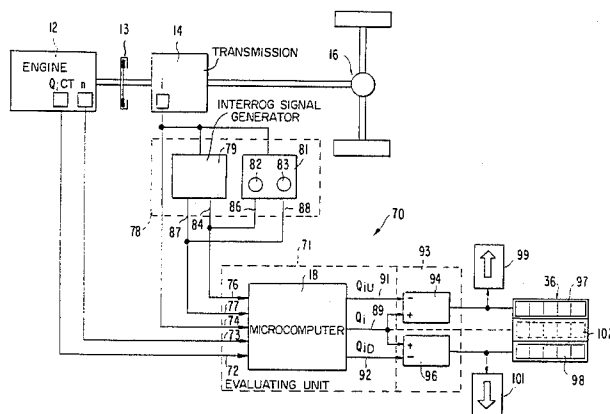 12
13
14
16
ENGINE
Q;CT n
i
TRANSMISSION
INTERROG SIGNAL
GENERATOR
79
81
82 83
87 84 86 88
78
70
71
93
99
18
MICROCOMPUTER
76
77
74
73
72
QiU 91
Qi 89
QiD 92
- 94
+
+ 96
-
36 97
102
98
101
EVALUATING UNIT